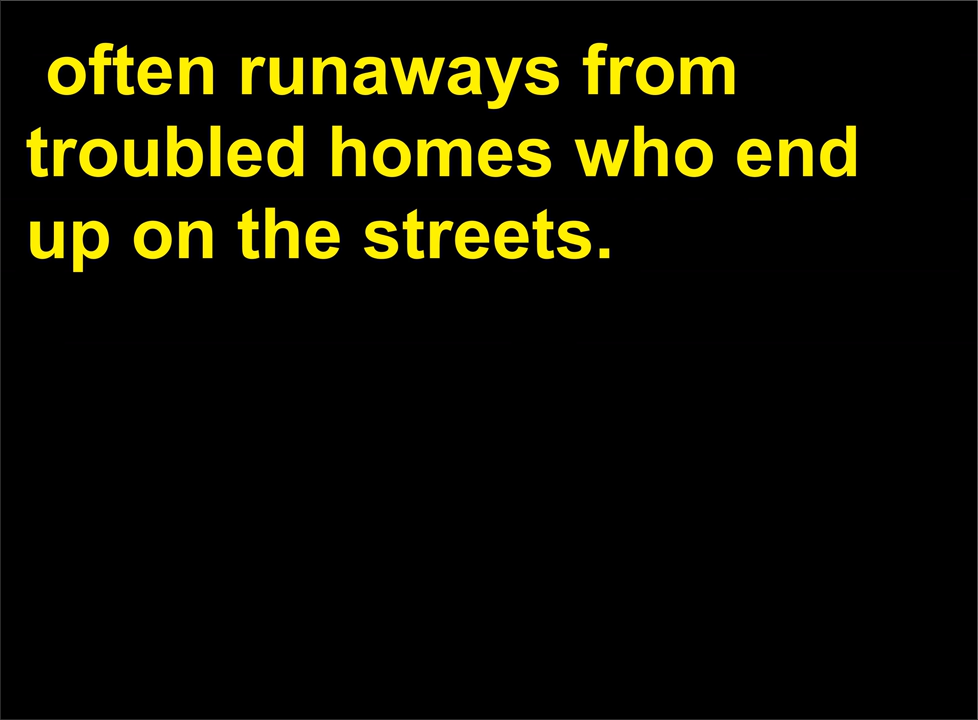 often runaways from
troubled homes who end
up on the streets.